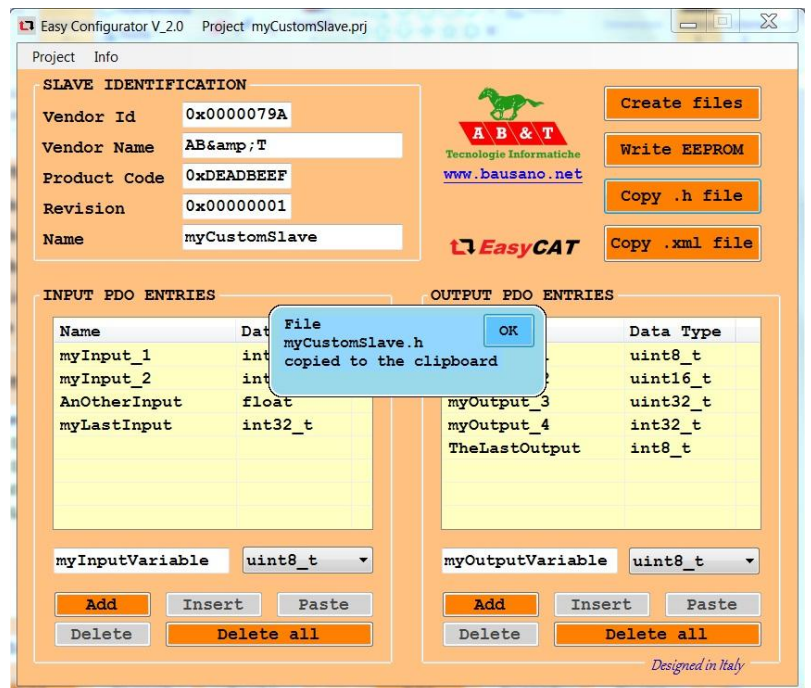 Easy Configurator V_2.0 Project myCustomSlave.prj
Project Info
SLAVE IDENTIFICATION
Vendor Id 0x0000079A
Vendor Name AB&amp;T
Product Code 0xDEADBEEF
Revision 0x00000001
Name myCustomSlave
AB&T
Tecnologie Informatiche
www.bausano.net
EasyCAT
Create files
Write EEPROM
Copy .h file
Copy .xml file
INPUT PDO ENTRIES
Name Dat
myInput_1 int
myInput_2 int
AnOtherInput float
myLastInput int32_t
myInputVariable uint8_t
Add Insert Paste
Delete Delete all
File
myCustomSlave.h
copied to the clipboard
OK
OUTPUT PDO ENTRIES
Data Type
uint8_t
uint16_t
myOutput_3 uint32_t
myOutput_4 int32_t
TheLastOutput int8_t
myOutputVariable uint8_t
Add Insert Paste
Delete Delete all
Designed in Italy